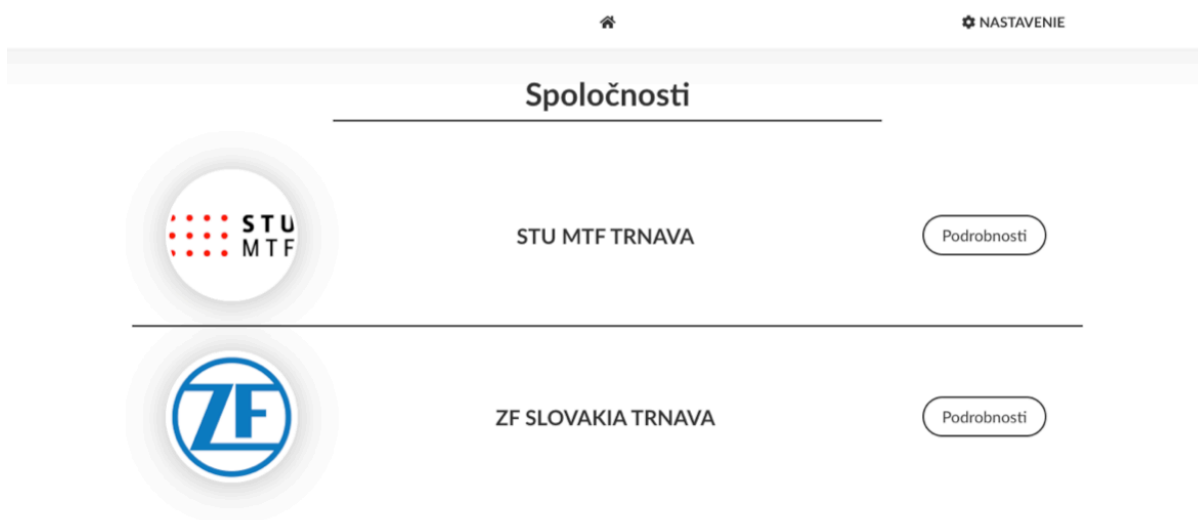 NASTAVENIE
Spoločnosti
STU
MTF
STU MTF TRNAVA
Podrobnosti
ZF
ZF SLOVAKIA TRNAVA
Podrobnosti